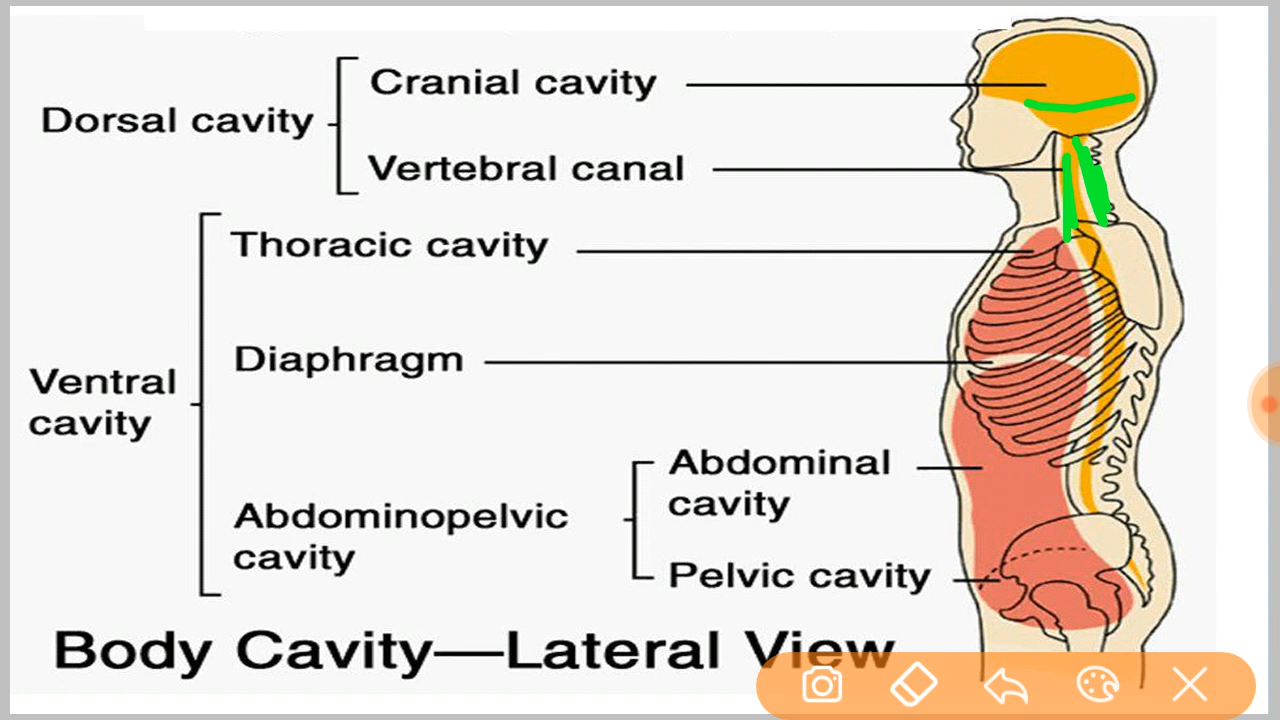 Cranial cavity
Dorsal cavity
Vertebral canal
Thoracic cavity
Diaphragm
Ventral
cavity
Abdominal
cavity
Abdominopelvic
cavity
Pelvic cavity
Body Cavity—Lateral View